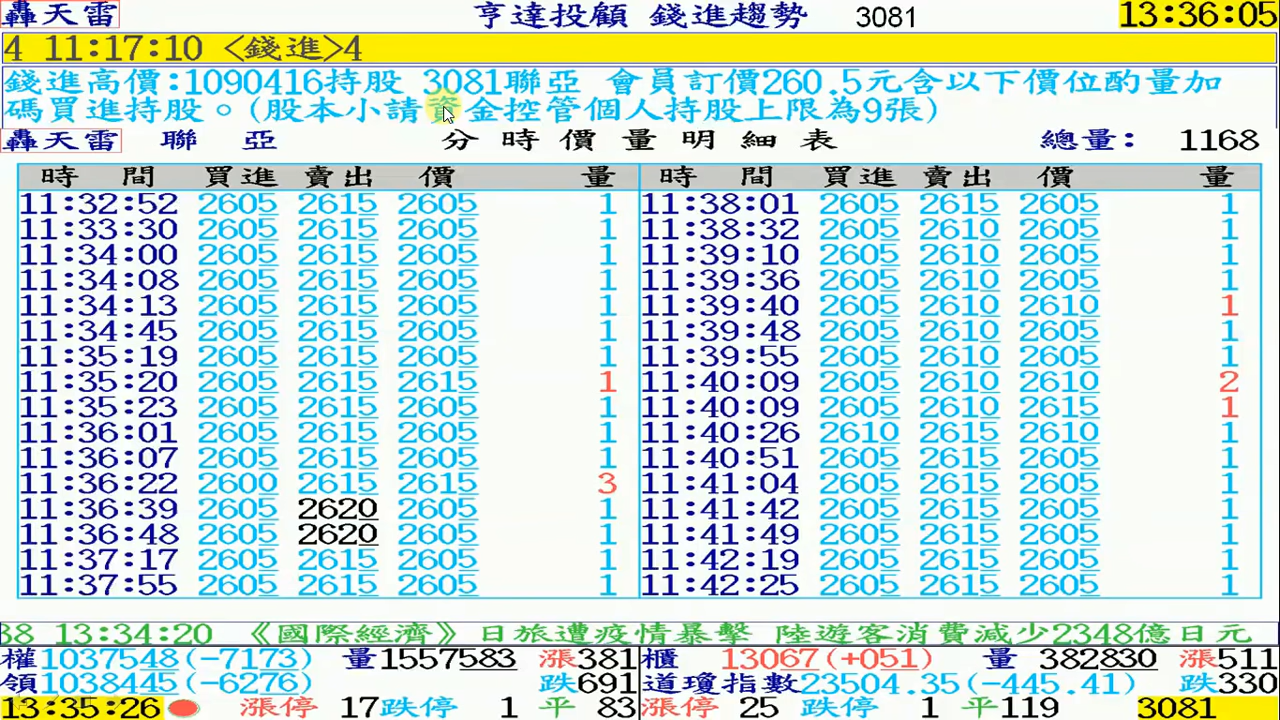 轟天雷 亨達投顧 錢進趨勢 3081 13:36:05
4 11:17:10 <錢進>4
錢進高價:1090416持股 3081聯亞 會員訂價260.5元含以下價位酌量加
碼買進持股。(股本小請資金控管個人持股上限為9張)
轟天雷 聯 亞 分時價量明細表 總量: 1168
時 間 買進 賣出 價 量 時 間 買進 賣出 價 量
11:32:52 2605 2615 2605 1 11:38:01 2605 2615 2605 1
11:33:30 2605 2615 2605 1 11:38:32 2605 2610 2605 1
11:34:00 2605 2615 2605 1 11:39:10 2605 2610 2605 1
11:34:08 2605 2615 2605 1 11:39:36 2605 2610 2605 1
11:34:13 2605 2615 2605 1 11:39:40 2605 2610 2610 1
11:34:45 2605 2615 2605 1 11:39:48 2605 2610 2605 1
11:35:19 2605 2615 2605 1 11:39:55 2605 2610 2605 1
11:35:20 2605 2615 2615 1 11:40:09 2605 2610 2610 2
11:35:23 2605 2615 2605 1 11:40:09 2605 2610 2615 1
11:36:01 2605 2615 2605 1 11:40:26 2610 2615 2610 1
11:36:07 2605 2615 2605 1 11:40:51 2605 2615 2605 1
11:36:22 2600 2615 2615 3 11:41:04 2605 2615 2605 1
11:36:39 2605 2620 2605 1 11:41:42 2605 2615 2605 1
11:36:48 2605 2620 2605 1 11:41:49 2605 2615 2605 1
11:37:17 2605 2615 2605 1 11:42:19 2605 2615 2605 1
11:37:55 2605 2615 2605 1 11:42:25 2605 2615 2605 1
38 13:34:20 《國際經濟》日旅遭疫情暴擊 陸遊客消費減少2348億日元
權1037548(-7173) 量1557583 漲381 櫃 13067(+051) 量 382830 漲511
領1038445(-6276) 跌691 道瓊指數23504.35(-445.41) 跌330
13:35:26 漲停 17跌停 1 平 83 漲停 25 跌停 1 平119 3081